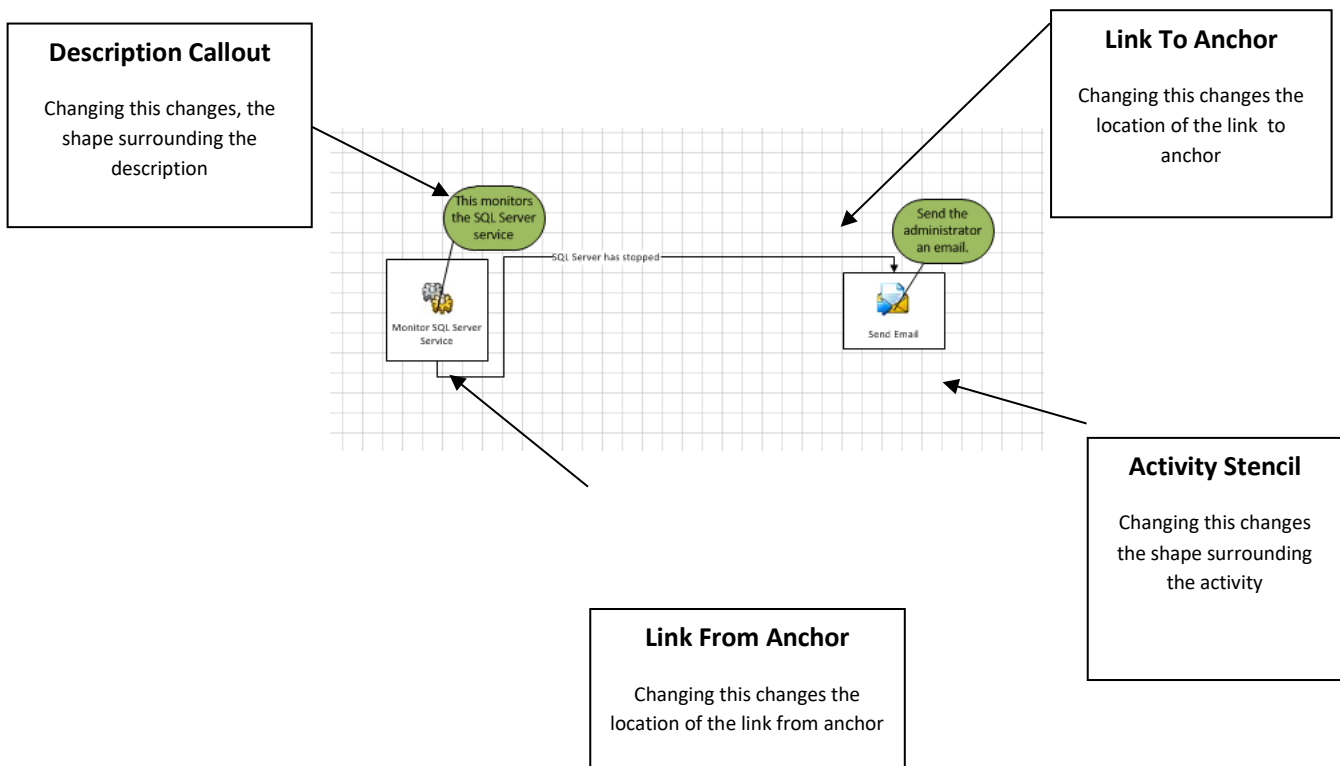 Description Callout
Changing this changes, the
shape surrounding the
description
Link To Anchor
Changing this changes the
location of the link  to
anchor
This monitors
the SQL Server
service
Send the
administrator
an email.
SQL Server has stopped
Monitor SQL Server
Service
Send Email
Activity Stencil
Changing this changes
the shape surrounding
the activity
Link From Anchor
Changing this changes the
location of the link from anchor